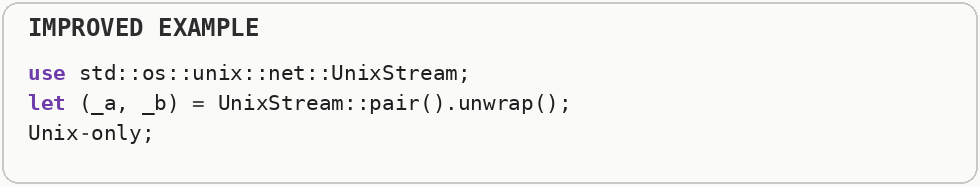 IMPROVED EXAMPLE
use std::os::unix::net::UnixStream;
let (_a, _b) = UnixStream::pair().unwrap();
Unix-only;